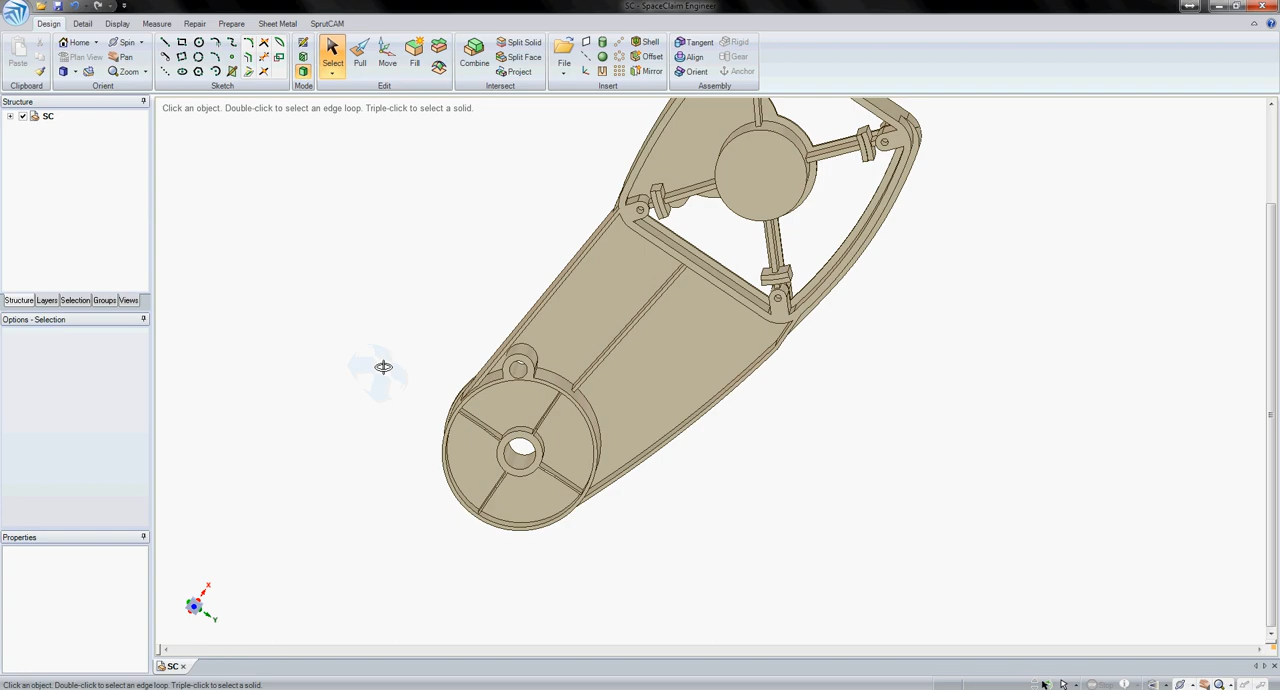 SC - SpaceClaim Engineer
Design Detail Display Measure Repair Prepare Sheet Metal SprutCAM
Paste
Home Spin
Plan View Pan
Zoom
Select Pull Move Fill
Combine
Split Solid
Split Face
Project
File
Shell
Offset
Mirror
Tangent Rigid
Align Gear
Orient Anchor
Clipboard Orient Sketch Mode Edit Intersect Insert Assembly
Structure
Click an object. Double-click to select an edge loop. Triple-click to select a solid.
SC
Structure Layers Selection Groups Views
Options - Selection
Properties
X
Y
SC
Click an object. Double-click to select an edge loop. Triple-click to select a solid.
Stop